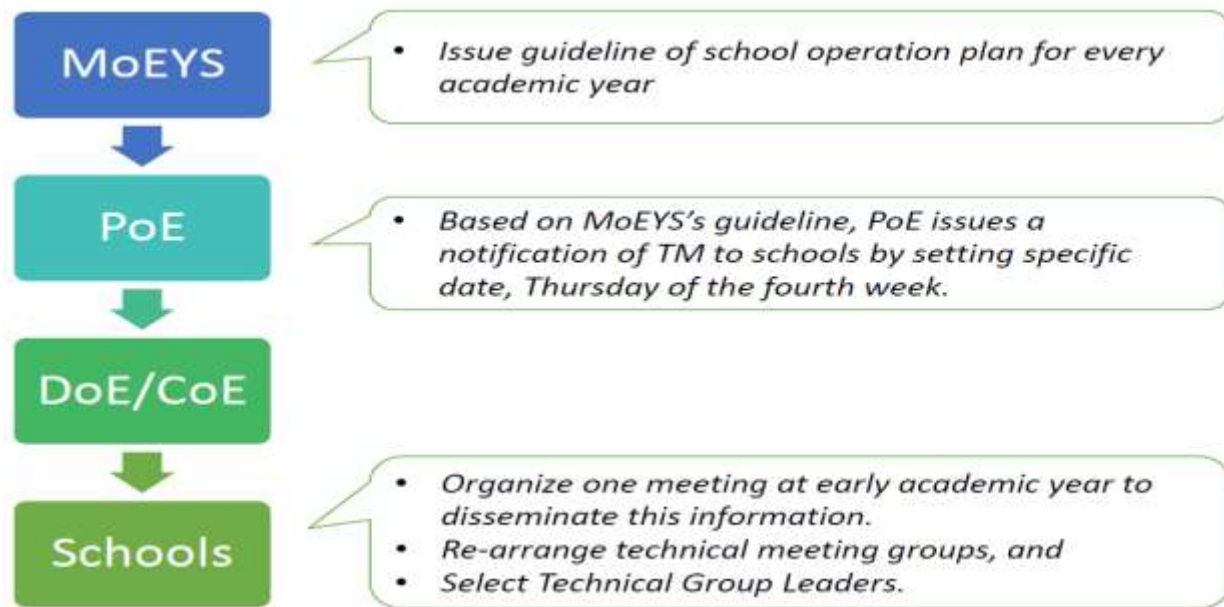 MoEYS
• Issue guideline of school operation plan for every
academic year
PoE
• Based on MoEYS’s guideline, PoE issues a
notification of TM to schools by setting specific
date, Thursday of the fourth week.
DoE/CoE
Schools
• Organize one meeting at early academic year to
disseminate this information.
• Re-arrange technical meeting groups, and
• Select Technical Group Leaders.